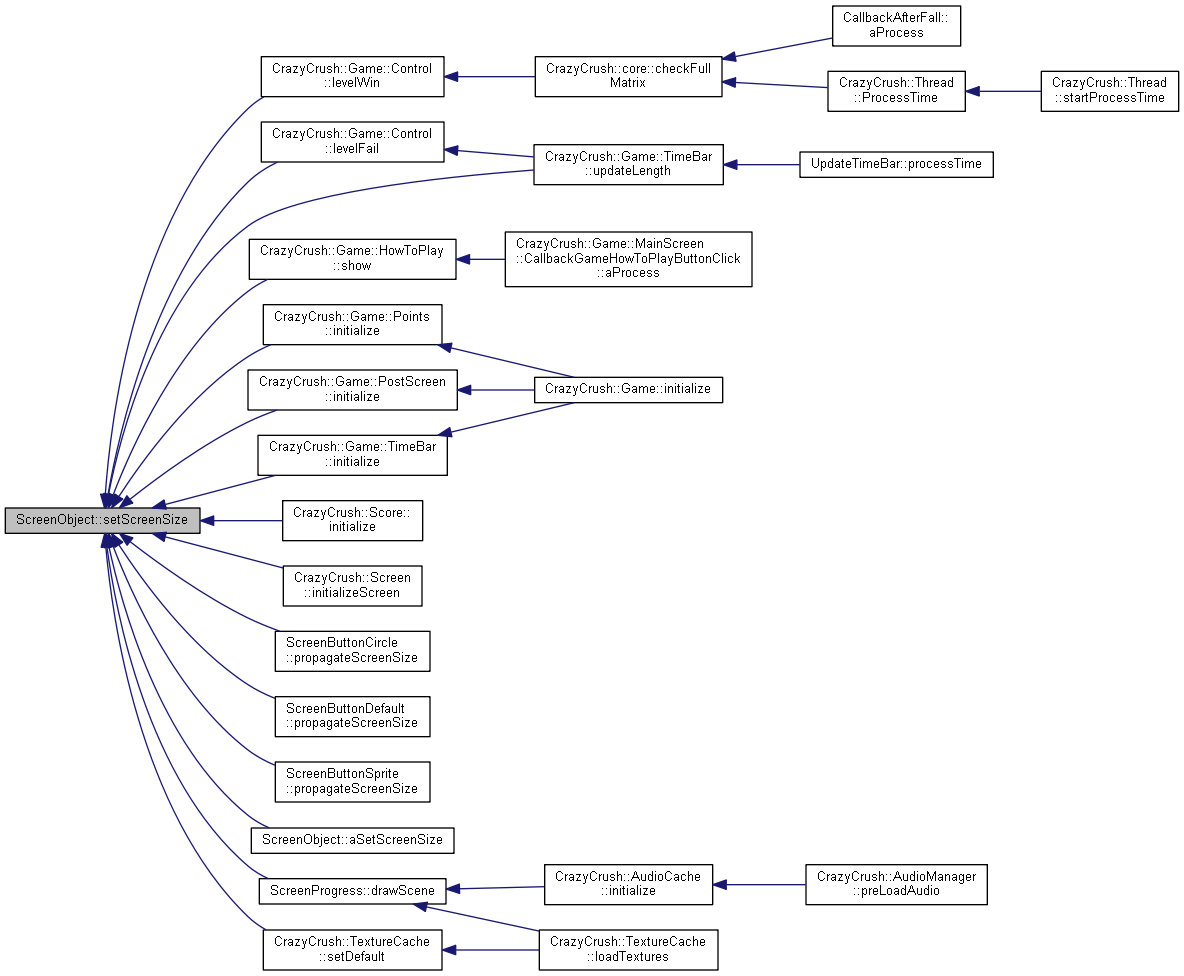 CallbackAfterFall::
aProcess
CrazyCrush::Game::Control
::levelWin
CrazyCrush::core::checkFull
Matrix
CrazyCrush::Thread
::ProcessTime
CrazyCrush::Thread
::startProcessTime
CrazyCrush::Game::Control
::levelFail
CrazyCrush::Game::TimeBar
::updateLength
UpdateTimeBar::processTime
CrazyCrush::Game::HowToPlay
::show
CrazyCrush::Game::MainScreen
::CallbackGameHowToPlayButtonClick
::aProcess
CrazyCrush::Game::Points
::initialize
CrazyCrush::Game::PostScreen
::initialize
CrazyCrush::Game::initialize
CrazyCrush::Game::TimeBar
::initialize
ScreenObject::setScreenSize
CrazyCrush::Score::
initialize
CrazyCrush::Screen
::initializeScreen
ScreenButtonCircle
::propagateScreenSize
ScreenButtonDefault
::propagateScreenSize
ScreenButtonSprite
::propagateScreenSize
ScreenObject::aSetScreenSize
ScreenProgress::drawScene
CrazyCrush::AudioCache
::initialize
CrazyCrush::AudioManager
::preLoadAudio
CrazyCrush::TextureCache
::setDefault
CrazyCrush::TextureCache
::loadTextures